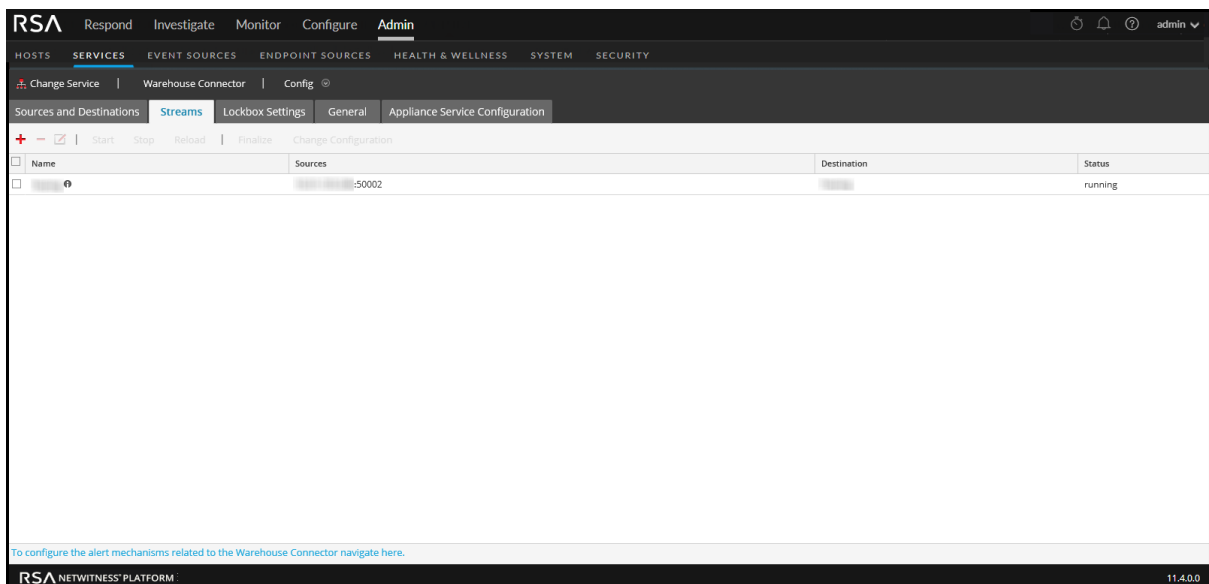 RSA Respond Investigate Monitor Configure Admin admin
HOSTS SERVICES EVENT SOURCES ENDPOINT SOURCES HEALTH & WELLNESS SYSTEM SECURITY
Change Service | Warehouse Connector | Config
Sources and Destinations Streams Lockbox Settings General Appliance Service Configuration
Start Stop Reload | Finalize Change Configuration
Name Sources Destination Status
:50002 running
To configure the alert mechanisms related to the Warehouse Connector navigate here.
RSA NETWITNESS® PLATFORM 11.4.0.0